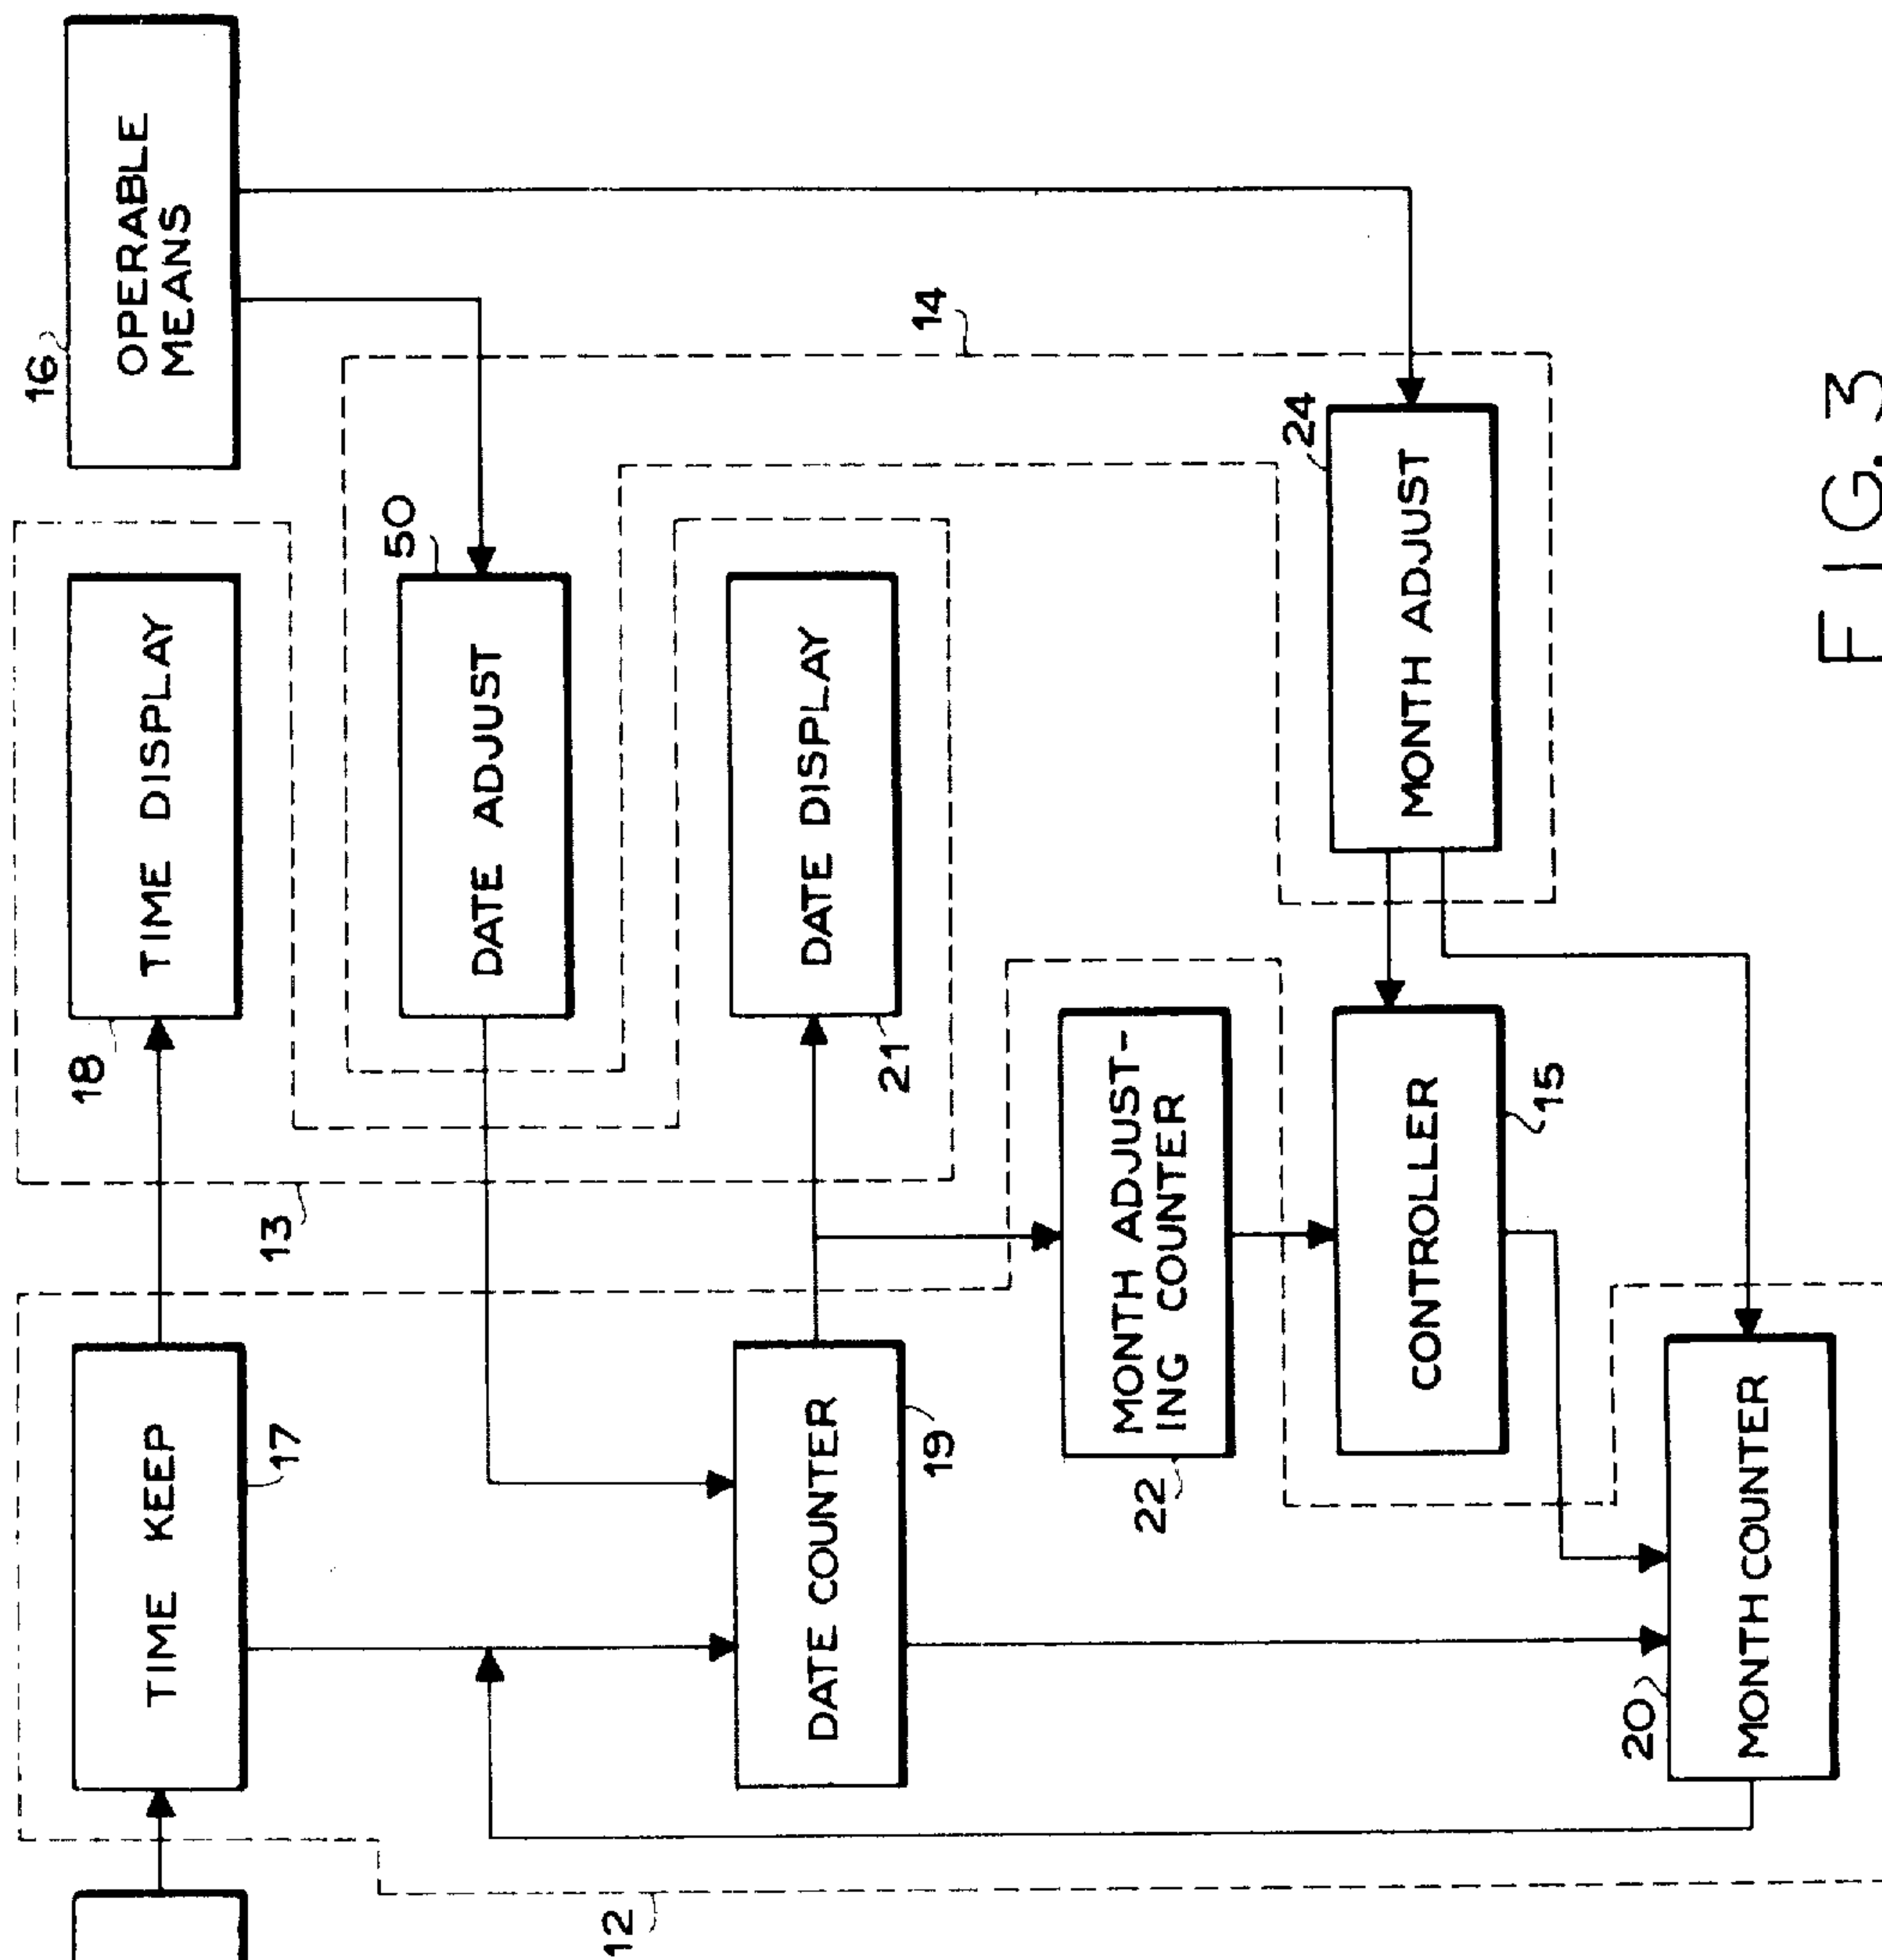 16
OPERABLE
MEANS
18
TIME DISPLAY
50
DATE ADJUST
14
21
DATE DISPLAY
24
MONTH ADJUST
13
17
TIME KEEP
19
DATE COUNTER
22
MONTH ADJUST-
ING COUNTER
15
CONTROLLER
20
MONTH COUNTER
12
FIG. 3